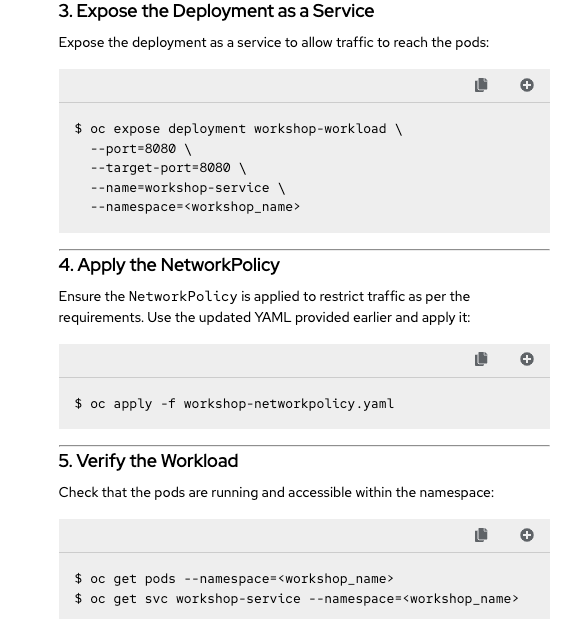 3. Expose the Deployment as a Service
Expose the deployment as a service to allow traffic to reach the pods:
$ oc expose deployment workshop-workload \
--port=8080 \
--target-port=8080 \
--name=workshop-service \
--namespace=<workshop_name>
4. Apply the NetworkPolicy
Ensure the NetworkPolicy is applied to restrict traffic as per the
requirements. Use the updated YAML provided earlier and apply it:
$ oc apply -f workshop-networkpolicy.yaml
5. Verify the Workload
Check that the pods are running and accessible within the namespace:
$ oc get pods --namespace=<workshop_name>
$ oc get svc workshop-service --namespace=<workshop_name>